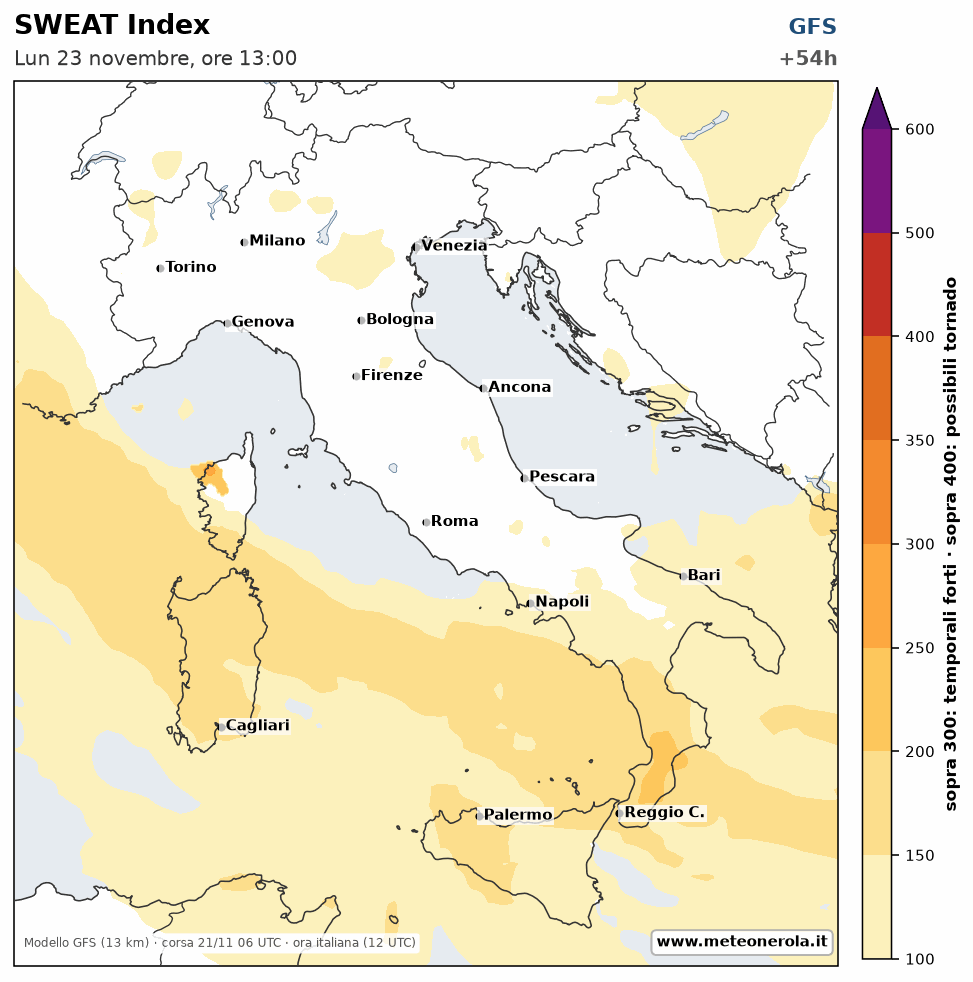 SWEAT Index
GFS
Lun 23 novembre, ore 13:00
+54h
600
500
400
350
300
250
200
150
100
sopra 300: temporali forti · sopra 400: possibili tornado
Milano
Venezia
Torino
Genova
Bologna
Firenze
Ancona
Pescara
Roma
Bari
Napoli
Cagliari
Palermo
Reggio C.
Modello GFS (13 km) · corsa 21/11 06 UTC · ora italiana (12 UTC)
www.meteonerola.it